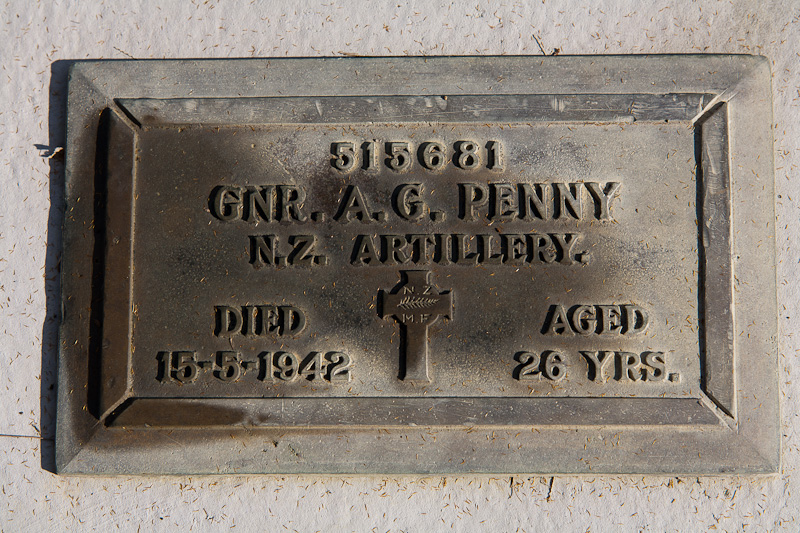 515681
GNR. A. G. PENNY
N.Z. ARTILLERY.
N Z
M.F
DIED
15-5-1942
AGED
26 YRS.